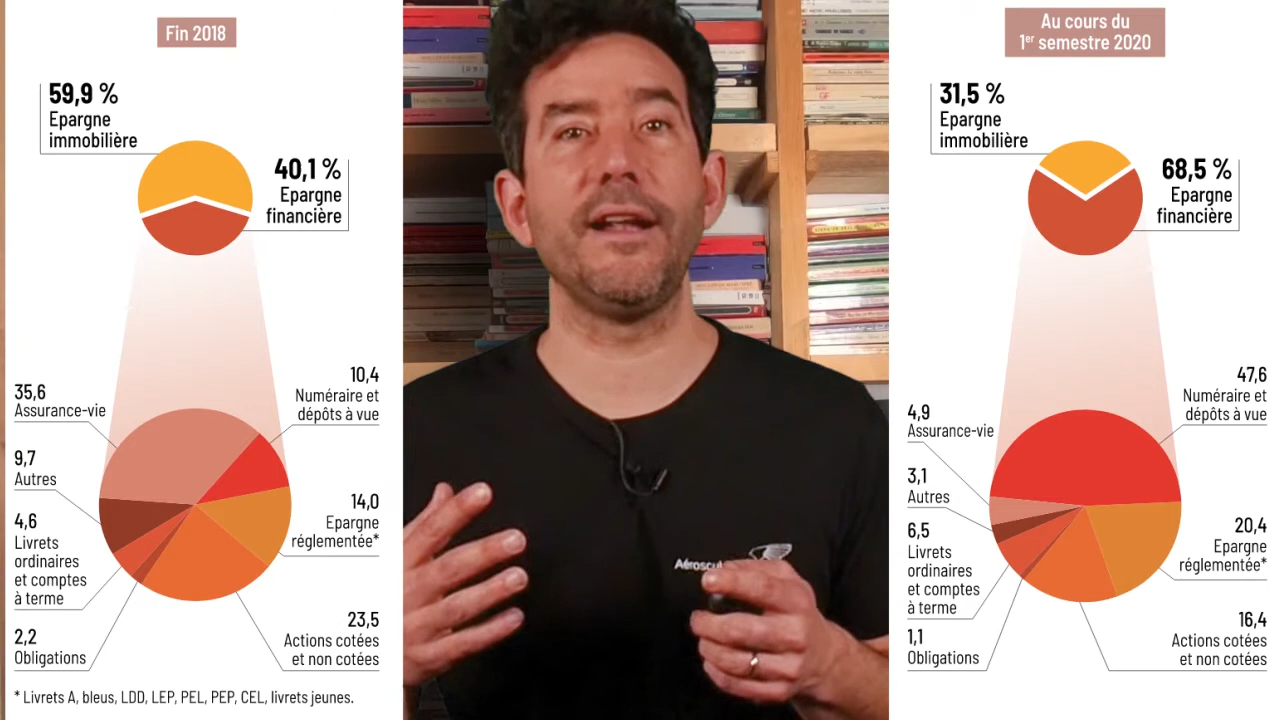 Fin 2018
59,9 %
Epargne
immobilière
40,1 %
Epargne
financière
35,6
Assurance-vie
10,4
Numéraire et
dépôts à vue
9,7
Autres
14,0
Epargne
réglementée*
4,6
Livrets
ordinaires
et comptes
à terme
23,5
Actions cotées
et non cotées
2,2
Obligations
* Livrets A, bleus, LDD, LEP, PEL, PEP, CEL, livrets jeunes.
Au cours du
1er semestre 2020
31,5 %
Epargne
immobilière
68,5 %
Epargne
financière
47,6
Numéraire et
dépôts à vue
4,9
Assurance-vie
3,1
Autres
20,4
Epargne
réglementée*
6,5
Livrets
ordinaires
et comptes
à terme
16,4
Actions cotées
et non cotées
1,1
Obligations